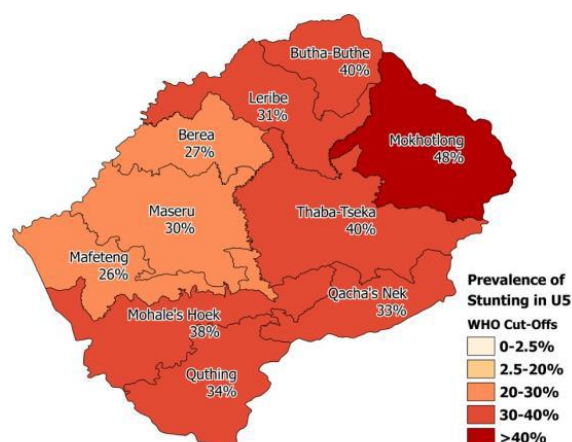 Butha-Buthe
40%
Leribe
31%
Berea
27%
Mokhotlong
48%
Maseru
30%
Thaba-Tseka
40%
Mafeteng
26%
Qacha's Nek
33%
Mohale's Hoek
38%
Quthing
34%
Prevalence of
Stunting in U5
WHO Cut-Offs
0-2.5%
2.5-20%
20-30%
30-40%
>40%